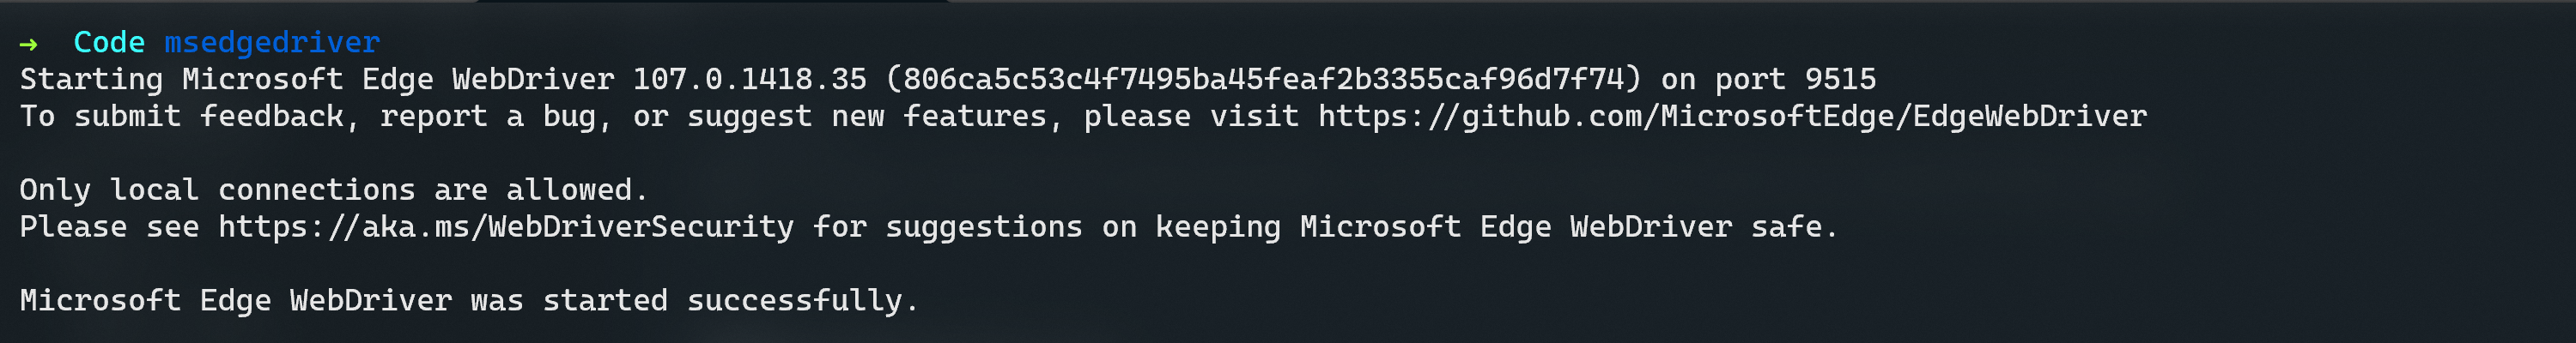 → Code msedgedriver
Starting Microsoft Edge WebDriver 107.0.1418.35 (806ca5c53c4f7495ba45feaf2b3355caf96d7f74) on port 9515
To submit feedback, report a bug, or suggest new features, please visit https://github.com/MicrosoftEdge/EdgeWebDriver
Only local connections are allowed.
Please see https://aka.ms/WebDriverSecurity for suggestions on keeping Microsoft Edge WebDriver safe.
Microsoft Edge WebDriver was started successfully.